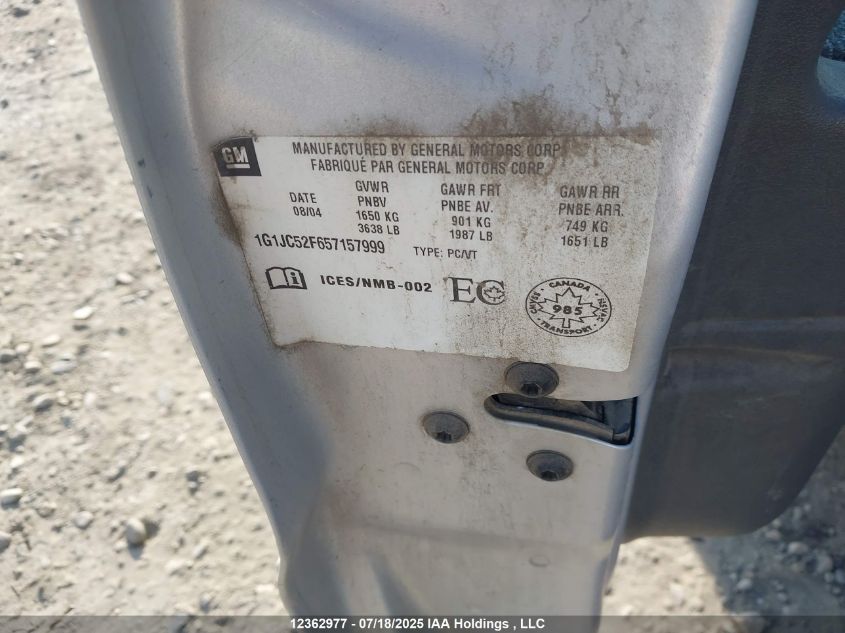 GM
MANUFACTURED BY GENERAL MOTORS CORP
FABRIQUÉ PAR GENERAL MOTORS CORP
DATE
08/04
GVWR
PNBV
1650 KG
3638 LB
GAWR FRT
PNBE AV.
901 KG
1987 LB
GAWR RR
PNBE ARR.
749 KG
1651 LB
1G1JC52F657157999
TYPE: PC/VT
ICES/NMB-002
EC
CANADA
985
TRANSPORT
12362977 - 07/18/2025 IAA Holdings , LLC